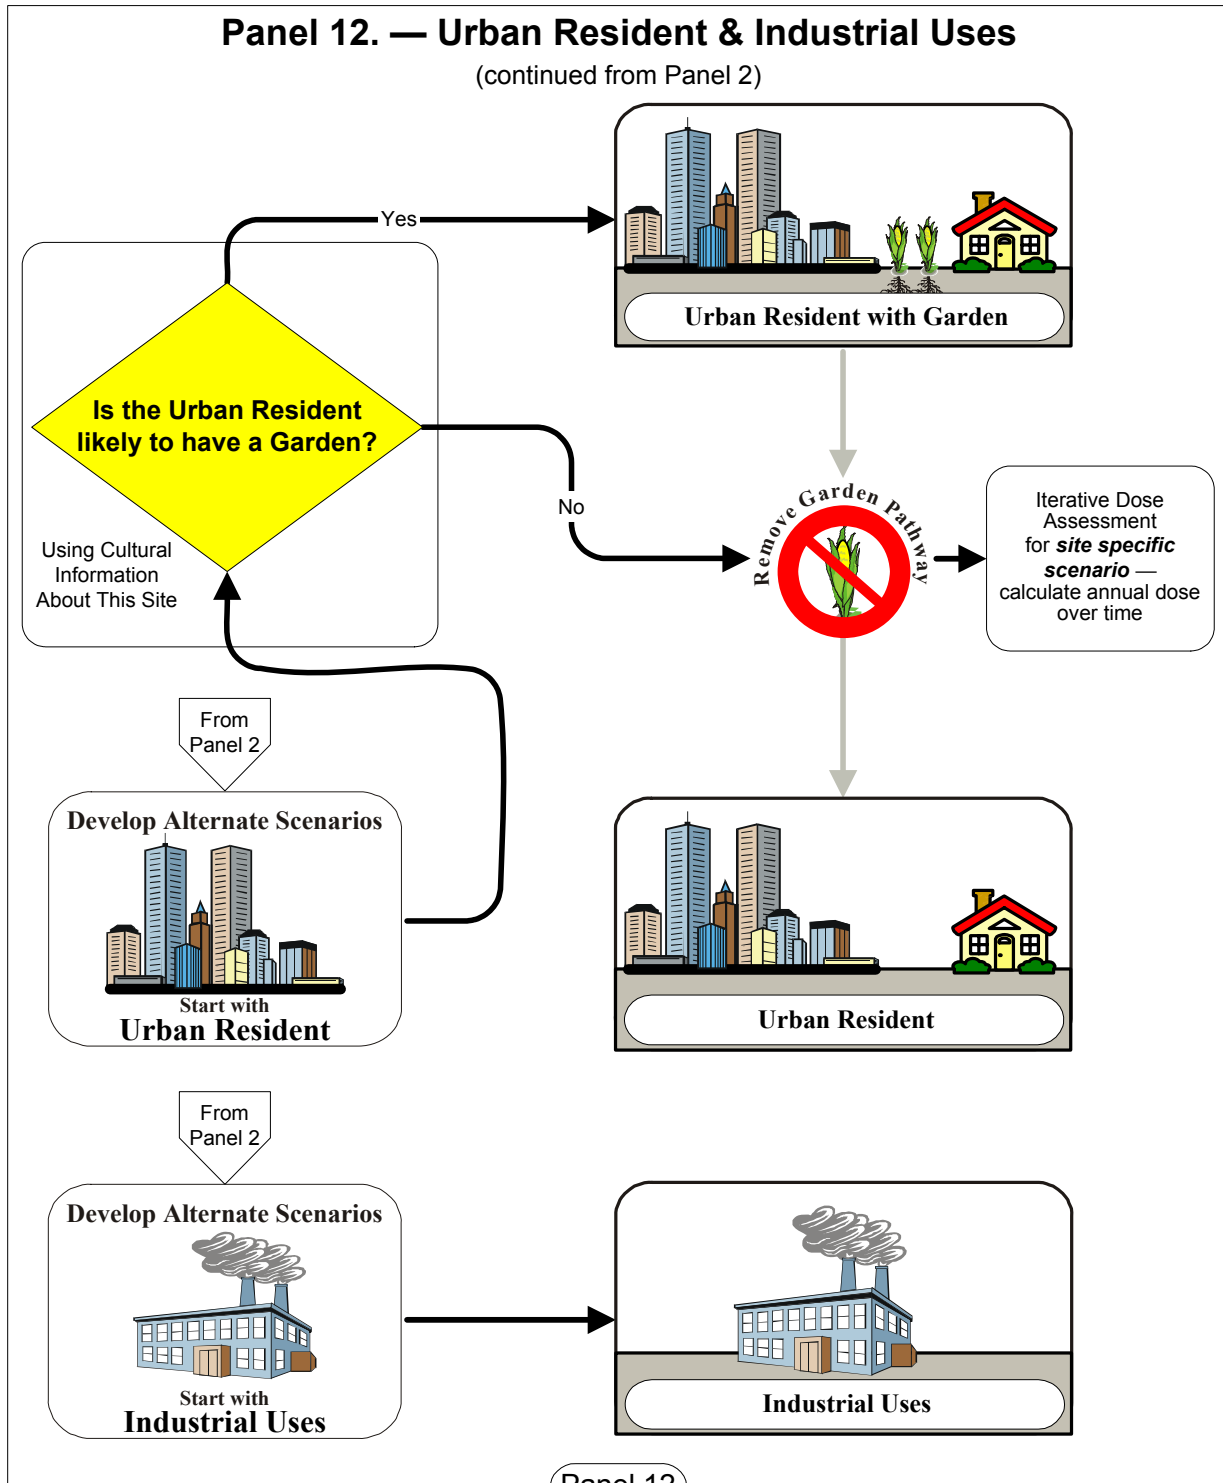 Panel 12. — Urban Resident & Industrial Uses
(continued from Panel 2)
Yes
Urban Resident with Garden
Is the Urban Resident
likely to have a Garden?
No
Using Cultural
Information
About This Site
Remove Garden Pathway
Iterative Dose
Assessment
for site specific
scenario —
calculate annual dose
over time
From
Panel 2
Develop Alternate Scenarios
Start with
Urban Resident
Urban Resident
From
Panel 2
Develop Alternate Scenarios
Start with
Industrial Uses
Industrial Uses
Panel 12